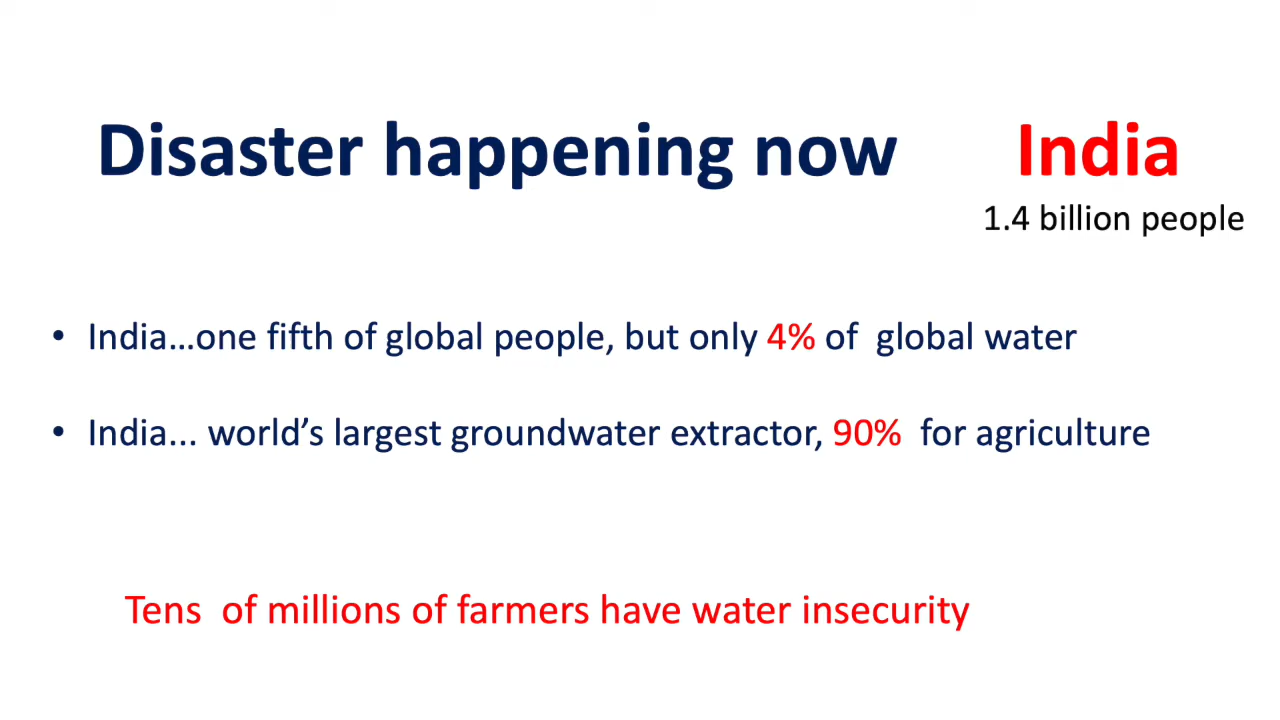 Disaster happening now India
1.4 billion people
• India...one fifth of global people, but only 4% of global water
• India... world’s largest groundwater extractor, 90% for agriculture
Tens of millions of farmers have water insecurity